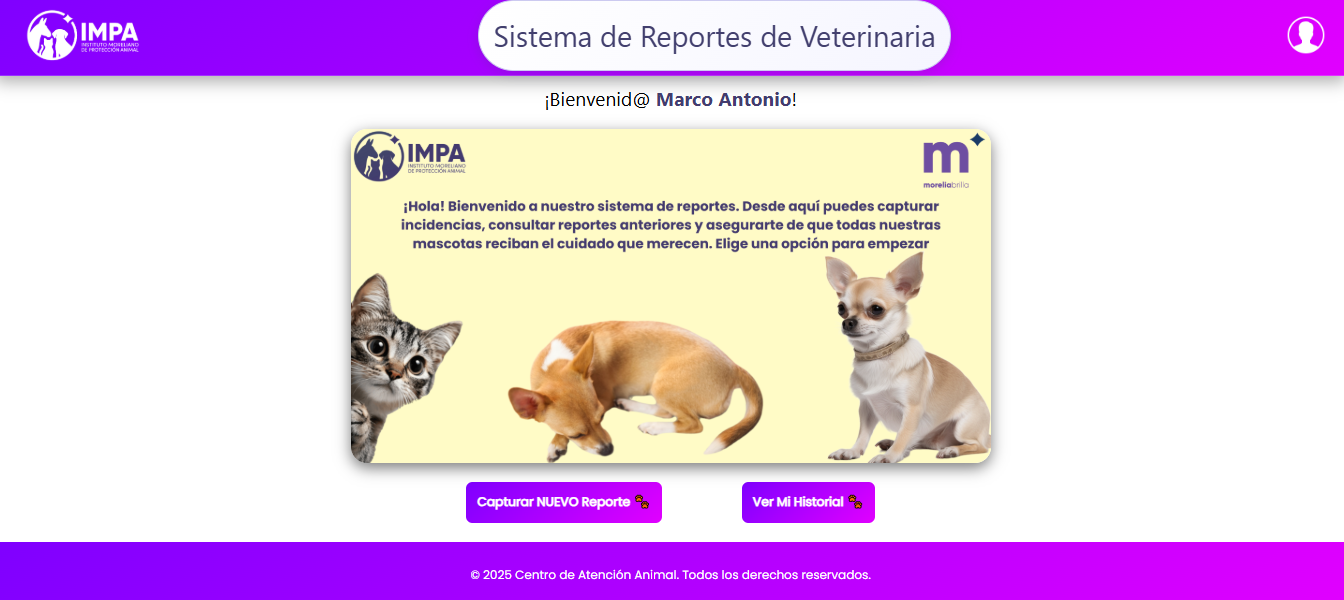 IMPA
INSTITUTO MORELIANO
DE PROTECCIÓN ANIMAL
Sistema de Reportes de Veterinaria
¡Bienvenid@ Marco Antonio!
IMPA
INSTITUTO MORELIANO
DE PROTECCIÓN ANIMAL
m
moreliabrilla
¡Hola! Bienvenido a nuestro sistema de reportes. Desde aquí puedes capturar
incidencias, consultar reportes anteriores y asegurarte de que todas nuestras
mascotas reciban el cuidado que merecen. Elige una opción para empezar
Capturar NUEVO Reporte 🐾
Ver Mi Historial 🐾
© 2025 Centro de Atención Animal. Todos los derechos reservados.